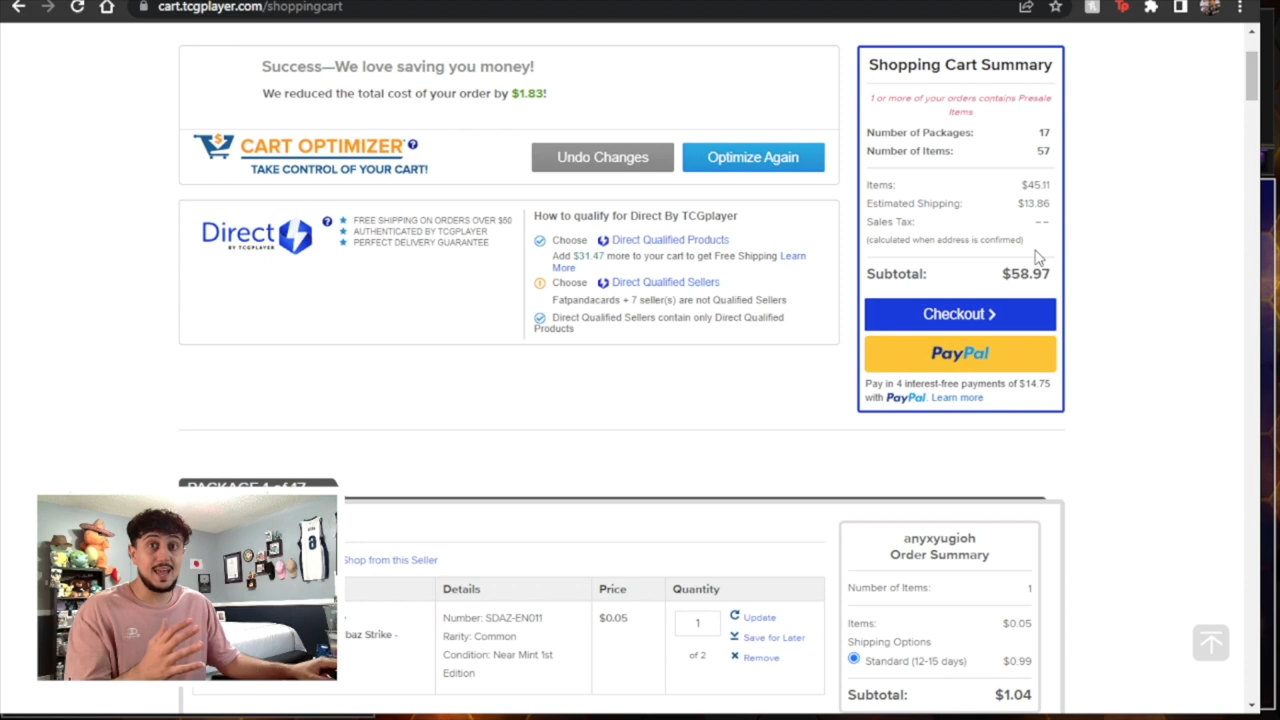 cart.tcgplayer.com/shoppingcart
Success—We love saving you money!
We reduced the total cost of your order by $1.83!
CART OPTIMIZER
TAKE CONTROL OF YOUR CART!
Undo Changes
Optimize Again
Direct
BY TCGPLAYER
FREE SHIPPING ON ORDERS OVER $50
AUTHENTICATED BY TCGPLAYER
PERFECT DELIVERY GUARANTEE
How to qualify for Direct By TCGplayer
Choose Direct Qualified Products
Add $31.47 more to your cart to get Free Shipping Learn
More
Choose Direct Qualified Sellers
Fatpandacards + 7 seller(s) are not Qualified Sellers
Direct Qualified Sellers contain only Direct Qualified
Products
Shopping Cart Summary
1 or more of your orders contains Presale
Items
Number of Packages: 17
Number of Items: 57
Items: $45.11
Estimated Shipping: $13.86
Sales Tax: --
(calculated when address is confirmed)
Subtotal: $58.97
Checkout
PayPal
Pay in 4 interest-free payments of $14.75
with PayPal. Learn more
PACKAGE 1 of 17
Shop from this Seller
Details Price Quantity
baz Strike -
Number: SDAZ-EN011
Rarity: Common
Condition: Near Mint 1st
Edition
$0.05
1
of 2
Update
Save for Later
Remove
anyxyugioh
Order Summary
Number of Items: 1
Items: $0.05
Shipping Options
Standard (12-15 days) $0.99
Subtotal: $1.04
8